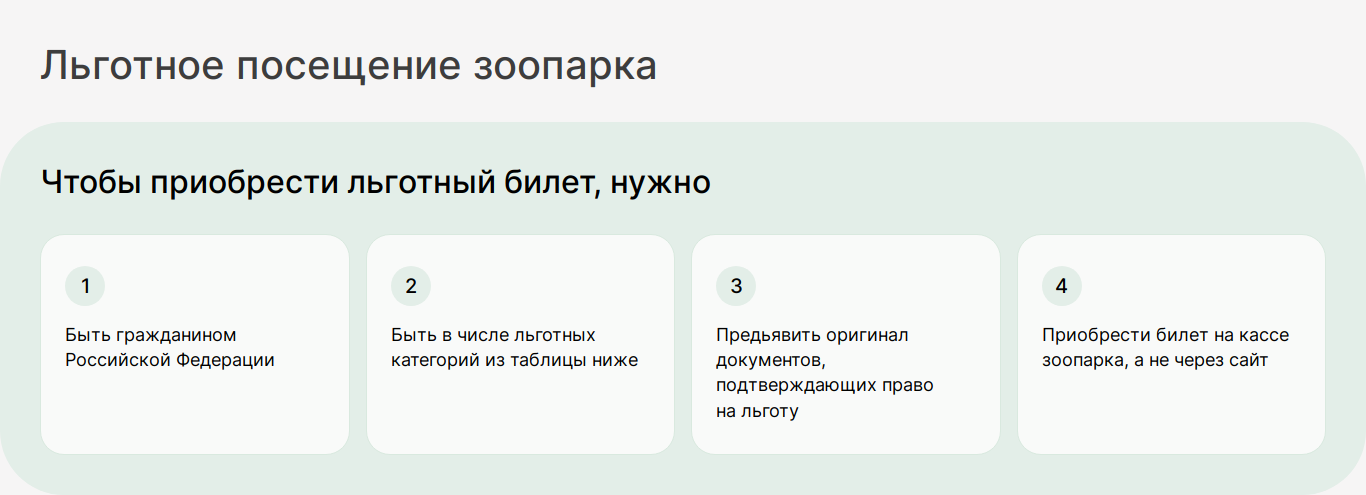 Льготное посещение зоопарка
Чтобы приобрести льготный билет, нужно
1
Быть гражданином
Российской Федерации
2
Быть в числе льготных
категорий из таблицы ниже
3
Предьявить оригинал
документов,
подтверждающих право
на льготу
4
Приобрести билет на кассе
зоопарка, а не через сайт